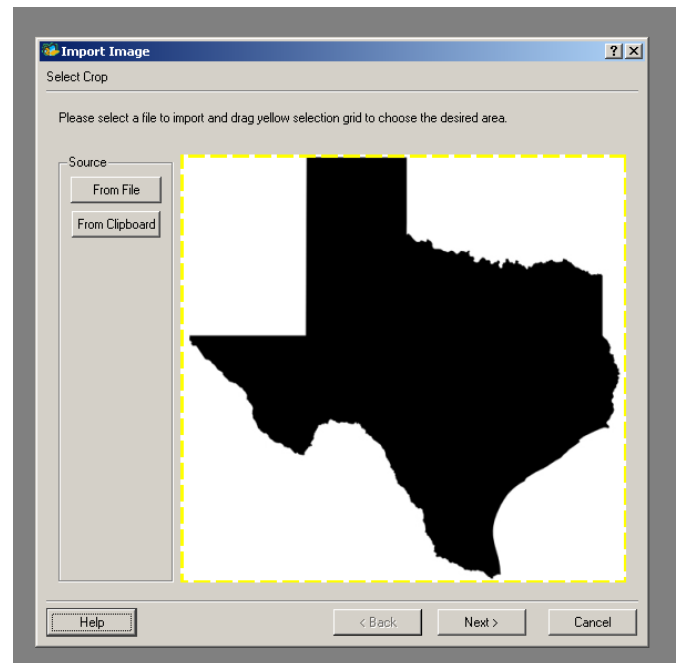 Import Image
Select Crop
Please select a file to import and drag yellow selection grid to choose the desired area.
Source
From File
From Clipboard
Help
< Back
Next >
Cancel